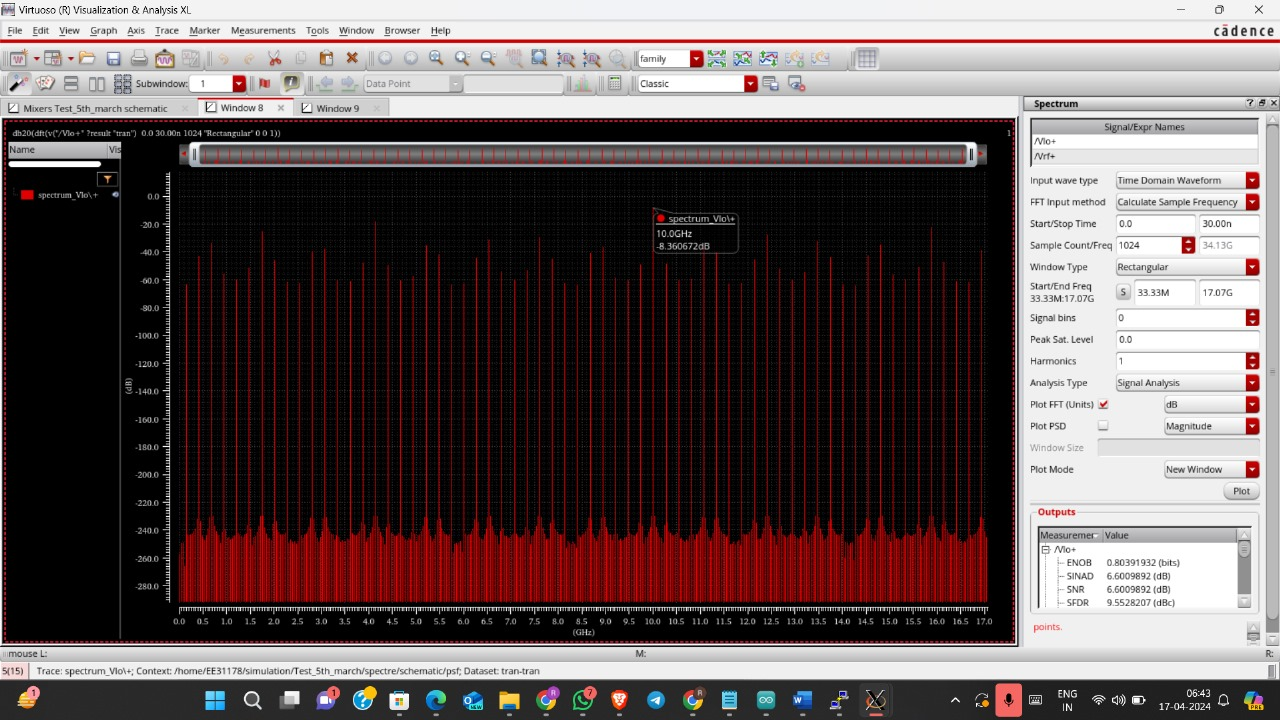 Virtuoso (R) Visualization & Analysis XL
File Edit View Graph Axis Trace Marker Measurements Tools Window Browser Help
cādence
family
Subwindow: 1 Data Point Classic
Mixers Test_5th_march schematic Window 8 Window 9
db20(dft(v("/Vlo+" ?result "tran") 0.0 30.00n 1024 "Rectangular" 0 0 1)) 1
Name Vis
spectrum_Vlo\+
0.0
-20.0
-40.0
-60.0
-80.0
-100.0
-120.0
-140.0
-160.0
-180.0
-200.0
-220.0
-240.0
-260.0
-280.0
(dB)
spectrum_Vlo\+
10.0GHz
-8.360672dB
0.0 0.5 1.0 1.5 2.0 2.5 3.0 3.5 4.0 4.5 5.0 5.5 6.0 6.5 7.0 7.5 8.0 8.5 9.0 9.5 10.0 10.5 11.0 11.5 12.0 12.5 13.0 13.5 14.0 14.5 15.0 15.5 16.0 16.5 17.0
(GHz)
Spectrum
Signal/Expr Names
/Vlo+
/Vrf+
Input wave type Time Domain Waveform
FFT Input method Calculate Sample Frequency
Start/Stop Time 0.0 30.00n
Sample Count/Freq 1024 34.13G
Window Type Rectangular
Start/End Freq
33.33M:17.07G S 33.33M 17.07G
Signal bins 0
Peak Sat. Level 0.0
Harmonics 1
Analysis Type Signal Analysis
Plot FFT (Units) dB
Plot PSD Magnitude
Window Size
Plot Mode New Window
Plot
Outputs
Measuremen Value
/Vlo+
ENOB 0.80391932 (bits)
SINAD 6.6009892 (dB)
SNR 6.6009892 (dB)
SFDR 9.5528207 (dBc)
points.
mouse L: M: R:
5(15) Trace: spectrum_Vlo\+; Context: /home/EE31178/simulation/Test_5th_march/spectre/schematic/psf; Dataset: tran-tran
1 1 R 7 R
ENG
IN
06:43
17-04-2024
PRE